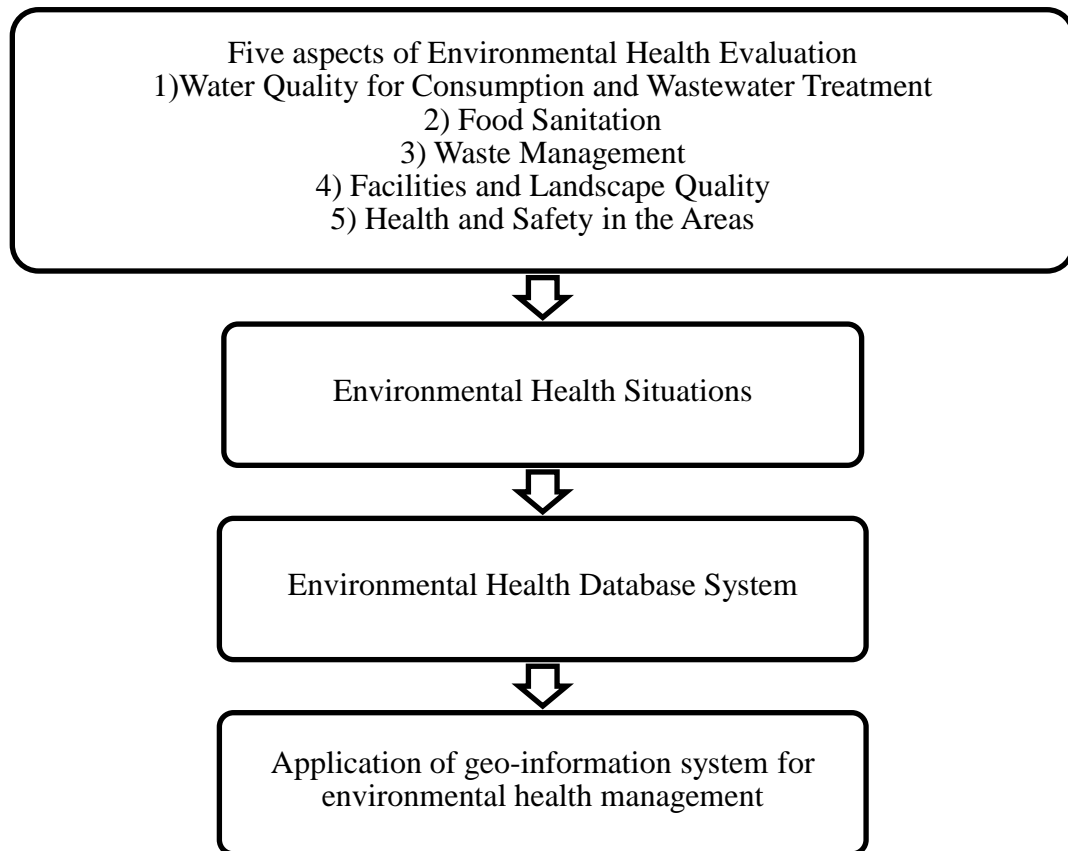 Five aspects of Environmental Health Evaluation
1)Water Quality for Consumption and Wastewater Treatment
2) Food Sanitation
3) Waste Management
4) Facilities and Landscape Quality
5) Health and Safety in the Areas
Environmental Health Situations
Environmental Health Database System
Application of geo-information system for
environmental health management